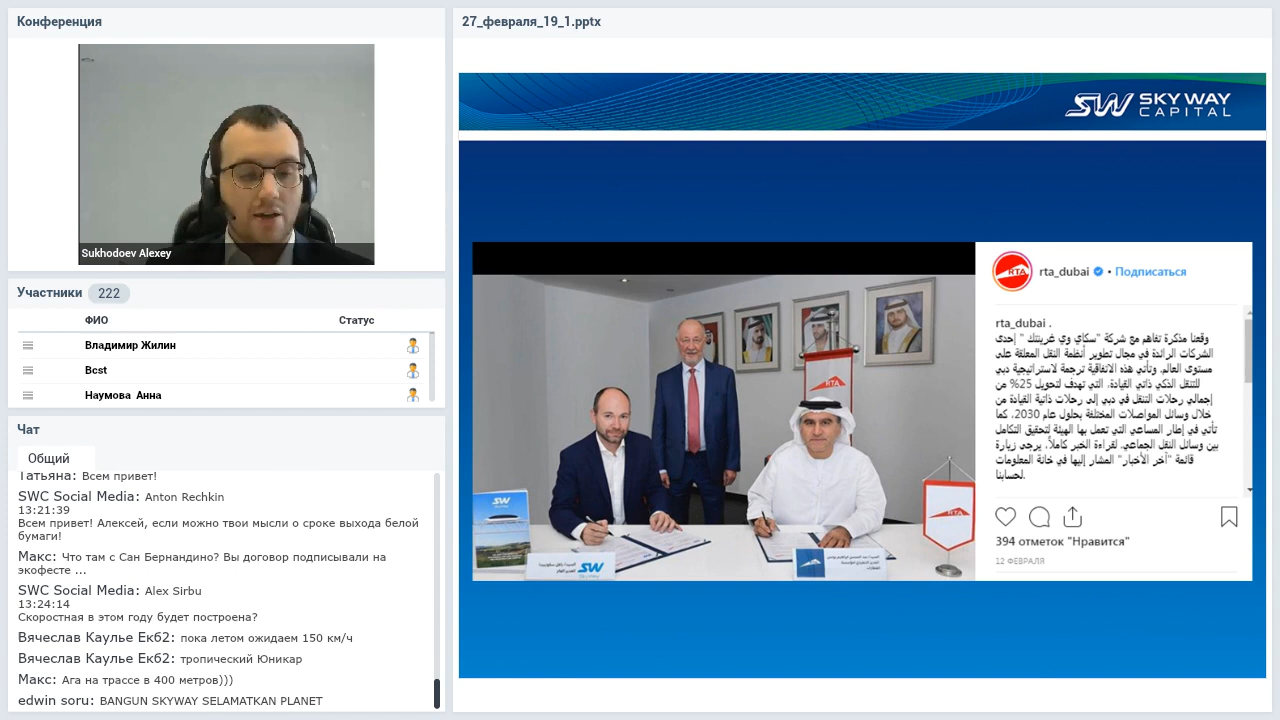 Конференция
Sukhodoev Alexey
Участники 222
ФИО Статус
Владимир Жилин
Bcst
Наумова Анна
Чат
Общий
Татьяна: Всем привет!
SWC Social Media: Anton Rechkin
13:21:39
Всем привет! Алексей, если можно твои мысли о сроке выхода белой
бумаги!
Макс: Что там с Сан Бернандино? Вы договор подписывали на
экофесте ...
SWC Social Media: Alex Sirbu
13:24:14
Скоростная в этом году будет построена?
Вячеслав Каулье Екб2: пока летом ожидаем 150 км/ч
Вячеслав Каулье Екб2: тропический Юникар
Макс: Ага на трассе в 400 метров)))
edwin soru: BANGUN SKYWAY SELAMATKAN PLANET
27_февраля_19_1.pptx
SW SKY WAY
CAPITAL
RTA
RTA
SW
SW
RTA
rta_dubai • Подписаться
rta_dubai .
وقعنا مذكرة تفاهم مع شركة "سكاي وي غرينتك " إحدى
الشركات الرائدة في مجال تطوير أنظمة النقل المعلقة على
مستوى العالم. وتأتي هذه الاتفاقية ترجمة لاستراتيجية دبي
للتنقل الذكي ذاتي القيادة، التي تهدف لتحويل 25% من
إجمالي رحلات التنقل في دبي إلى رحلات ذاتية القيادة من
خلال وسائل المواصلات المختلفة بحلول عام 2030، كما
تأتي في إطار المساعي التي تعمل بها الهيئة لتحقيق التكامل
بين وسائل النقل الجماعي. لقراءة الخبر كاملاً، يرجى زيارة
قائمة "آخر الأخبار" المشار إليها في خانة المعلومات
لحسابنا.
394 отметок "Нравится"
12 ФЕВРАЛЯ